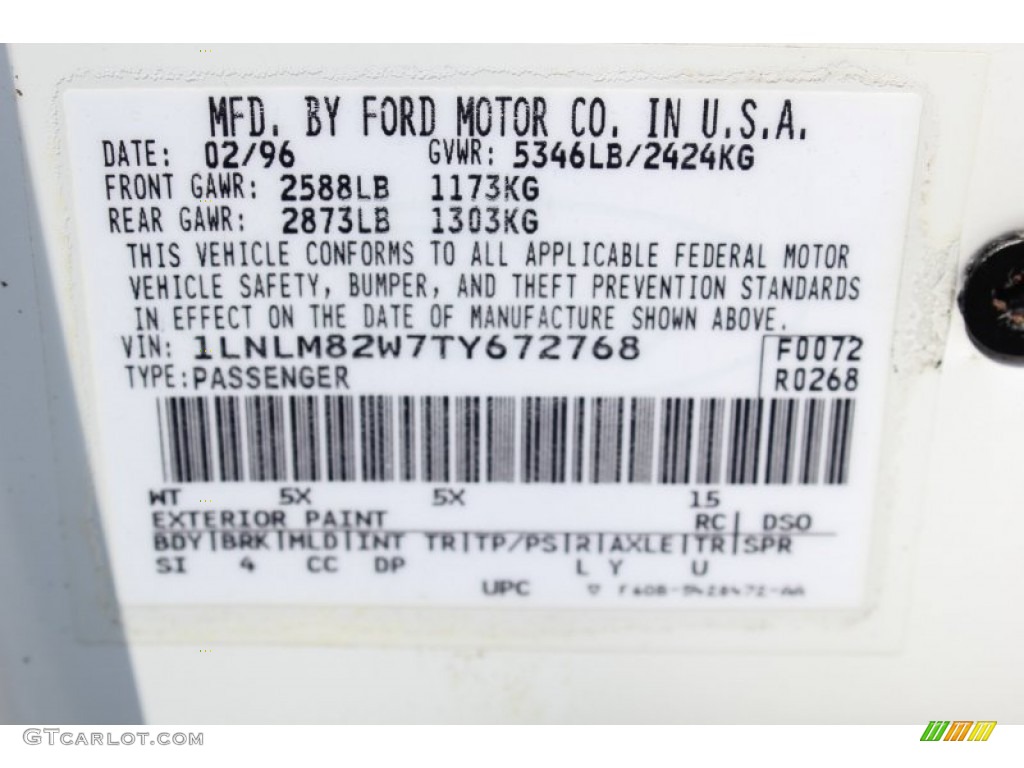 MFD. BY FORD MOTOR CO. IN U.S.A.
DATE: 02/96 GVWR: 5346LB/2424KG
FRONT GAWR: 2588LB 1173KG
REAR GAWR: 2873LB 1303KG
THIS VEHICLE CONFORMS TO ALL APPLICABLE FEDERAL MOTOR
VEHICLE SAFETY, BUMPER, AND THEFT PREVENTION STANDARDS
IN EFFECT ON THE DATE OF MANUFACTURE SHOWN ABOVE.
VIN: 1LNLM82W7TY672768 F0072
TYPE: PASSENGER R0268
WT 5X 5X 15
EXTERIOR PAINT RC| DSO
BDY|BRK|MLD|INT TR|TP/PS|R|AXLE|TR|SPR
SI 4 CC DP L Y U
UPC
GTCARLOT.COM